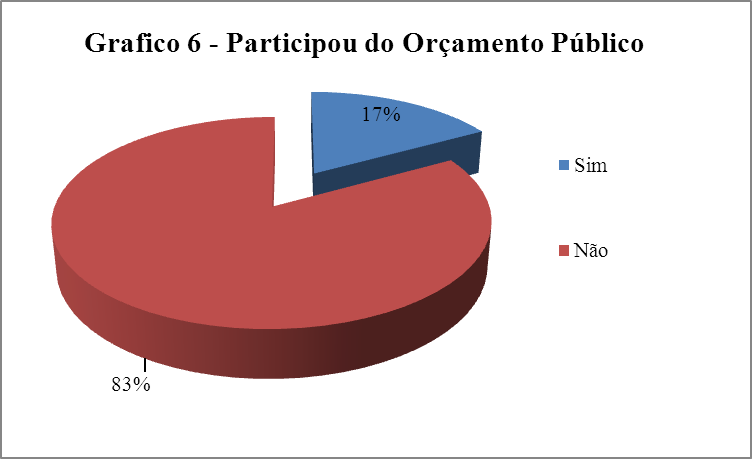 Grafico 6 - Participou do Orçamento Público
17%
Sim
Não
83%